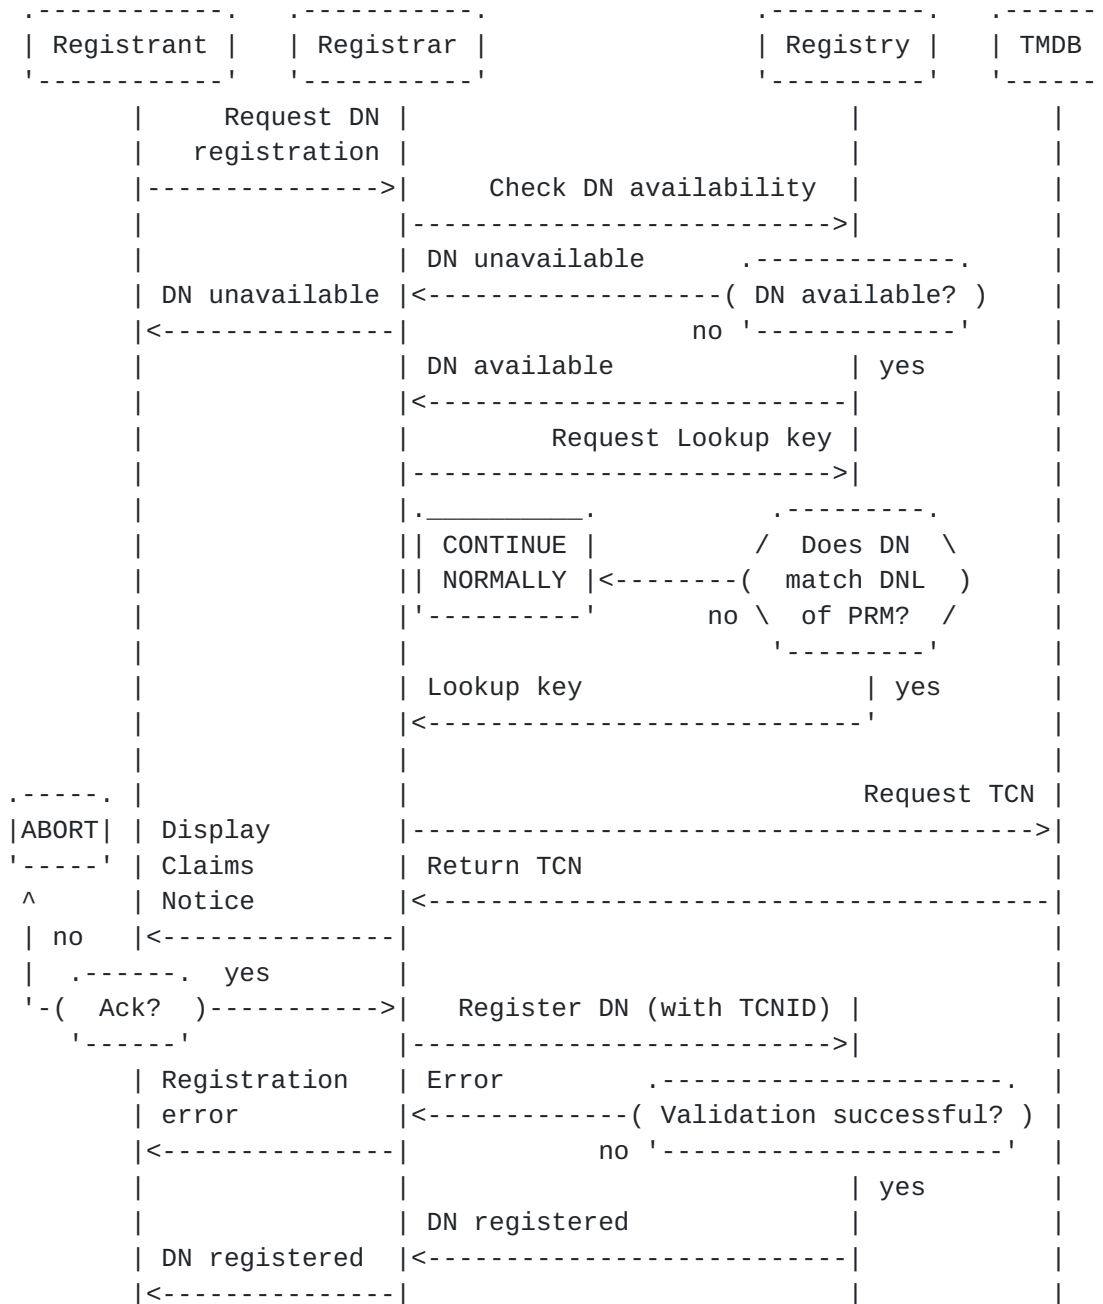 Registrant Registrar Registry TMDB
Request DN
registration
Check DN availability
DN unavailable
DN unavailable DN available?
no
DN available yes
Request Lookup key
CONTINUE Does DN
NORMALLY match DNL
no of PRM?
Lookup key yes
Request TCN
ABORT Display
Claims Return TCN
Notice
no
yes
Ack? Register DN (with TCNID)
Registration Error
error Validation successful?
no
yes
DN registered
DN registered